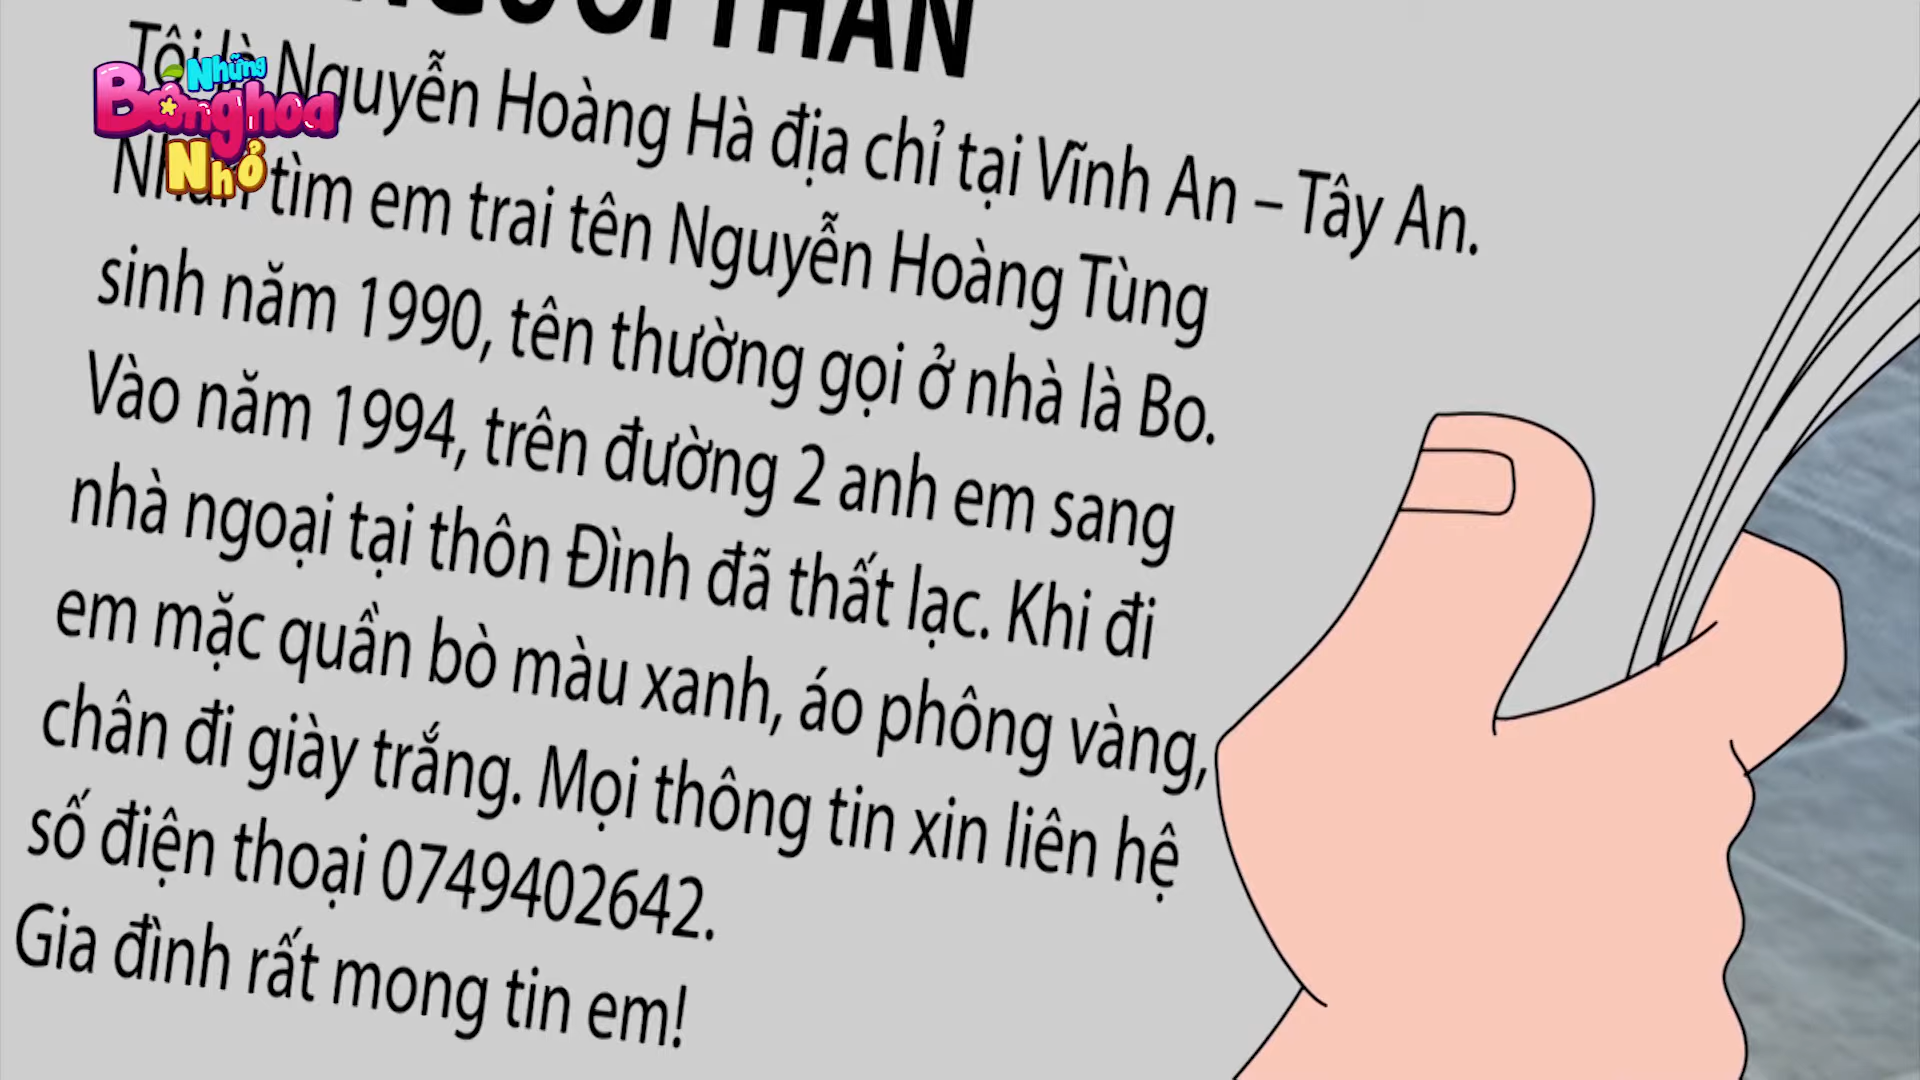 NGƯỜI THÂN
Những
Bông hoa
Nhỏ
Tôi là Nguyễn Hoàng Hà địa chỉ tại Vĩnh An – Tây An.
Nhắn tìm em trai tên Nguyễn Hoàng Tùng
sinh năm 1990, tên thường gọi ở nhà là Bo.
Vào năm 1994, trên đường 2 anh em sang
nhà ngoại tại thôn Đình đã thất lạc. Khi đi
em mặc quần bò màu xanh, áo phông vàng,
chân đi giày trắng. Mọi thông tin xin liên hệ
số điện thoại 0749402642.
Gia đình rất mong tin em!